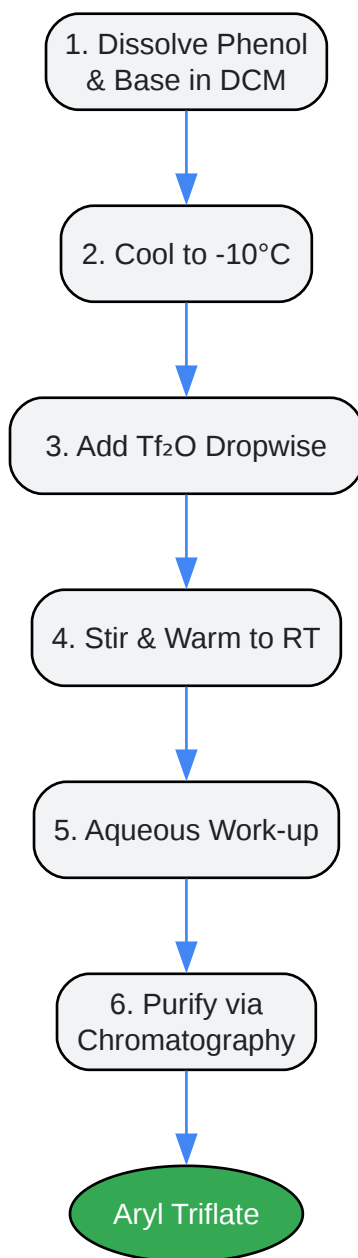 1. Dissolve Phenol
& Base in DCM
2. Cool to -10°C
3. Add Tf₂O Dropwise
4. Stir & Warm to RT
5. Aqueous Work-up
6. Purify via
Chromatography
Aryl Triflate